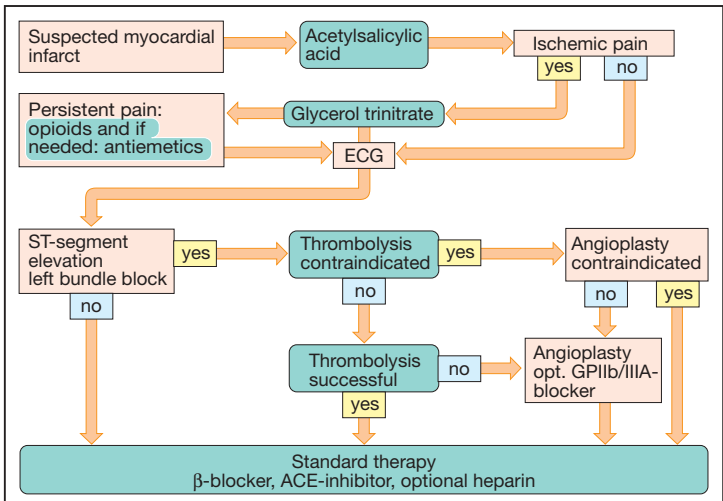 Suspected myocardial
infarct
Acetylsalicylic
acid
Ischemic pain
yes
no
Persistent pain:
opioids and if
needed: antiemetics
Glycerol trinitrate
ECG
ST-segment
elevation
left bundle block
yes
no
Thrombolysis
contraindicated
yes
no
Angioplasty
contraindicated
no
yes
Thrombolysis
successful
no
yes
Angioplasty
opt. GPIIb/IIIA-
blocker
Standard therapy
β-blocker, ACE-inhibitor, optional heparin